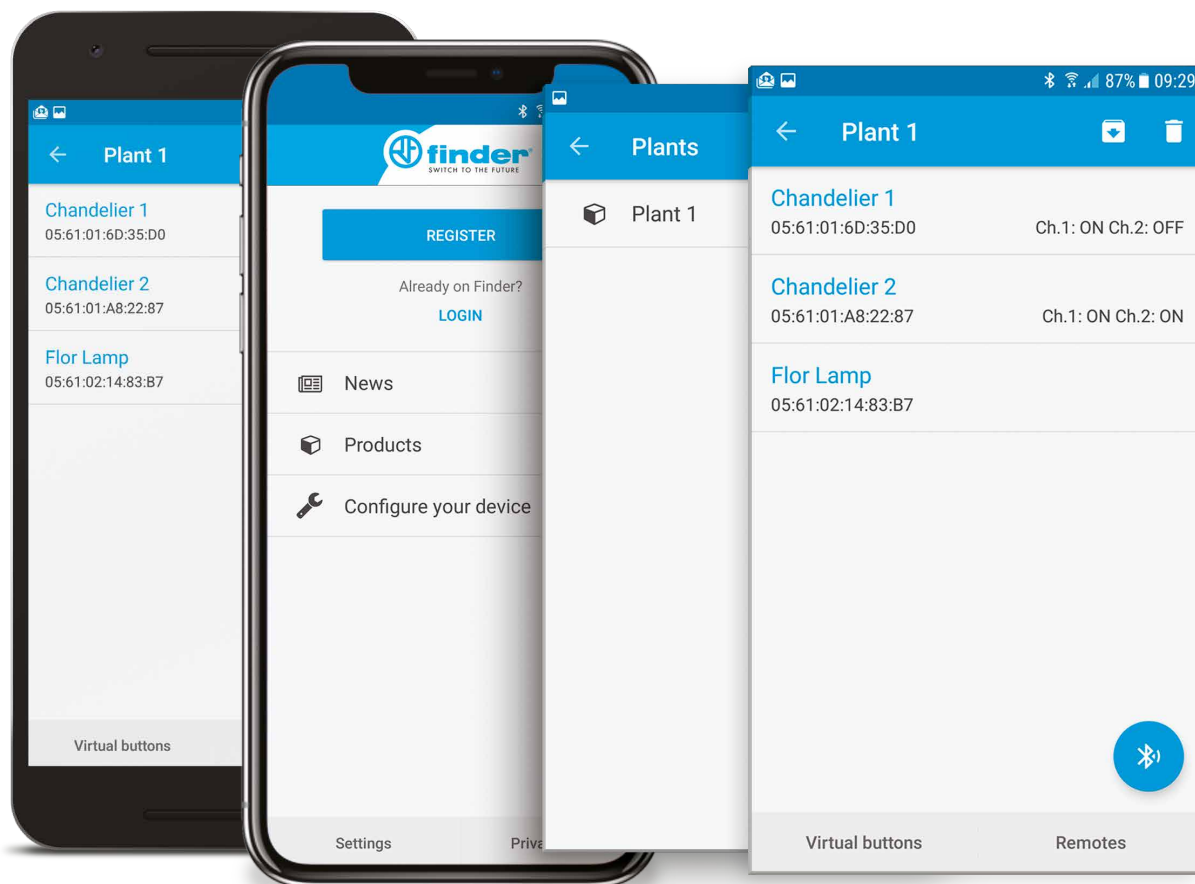 Plant 1
Chandelier 1
05:61:01:6D:35:D0
Chandelier 2
05:61:01:A8:22:87
Flor Lamp
05:61:02:14:83:B7
Virtual buttons
finder
SWITCH TO THE FUTURE
REGISTER
Already on Finder?
LOGIN
News
Products
Configure your device
Settings
Plants
Plant 1
87% 09:29
Plant 1
Chandelier 1
05:61:01:6D:35:D0 Ch.1: ON Ch.2: OFF
Chandelier 2
05:61:01:A8:22:87 Ch.1: ON Ch.2: ON
Flor Lamp
05:61:02:14:83:B7
Virtual buttons Remotes